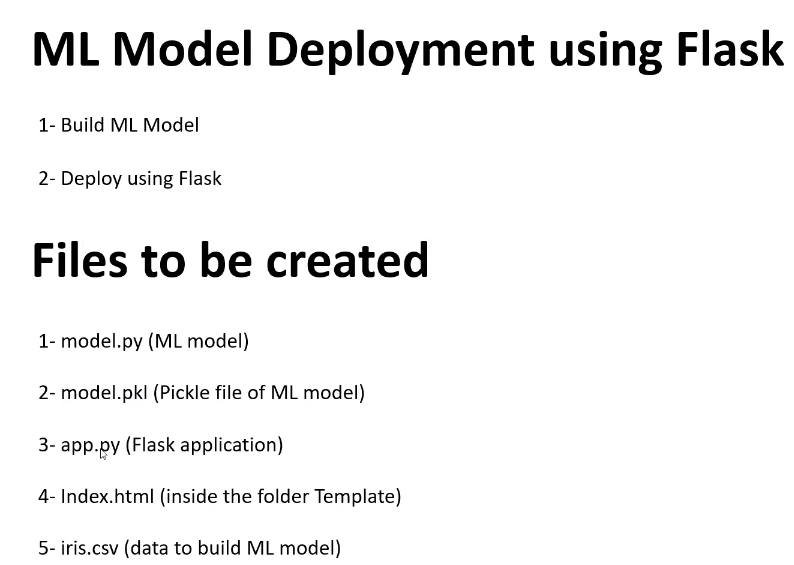 ML Model Deployment using Flask
1- Build ML Model
2- Deploy using Flask
Files to be created
1- model.py (ML model)
2- model.pkl (Pickle file of ML model)
3- app.py (Flask application)
4- Index.html (inside the folder Template)
5- iris.csv (data to build ML model)